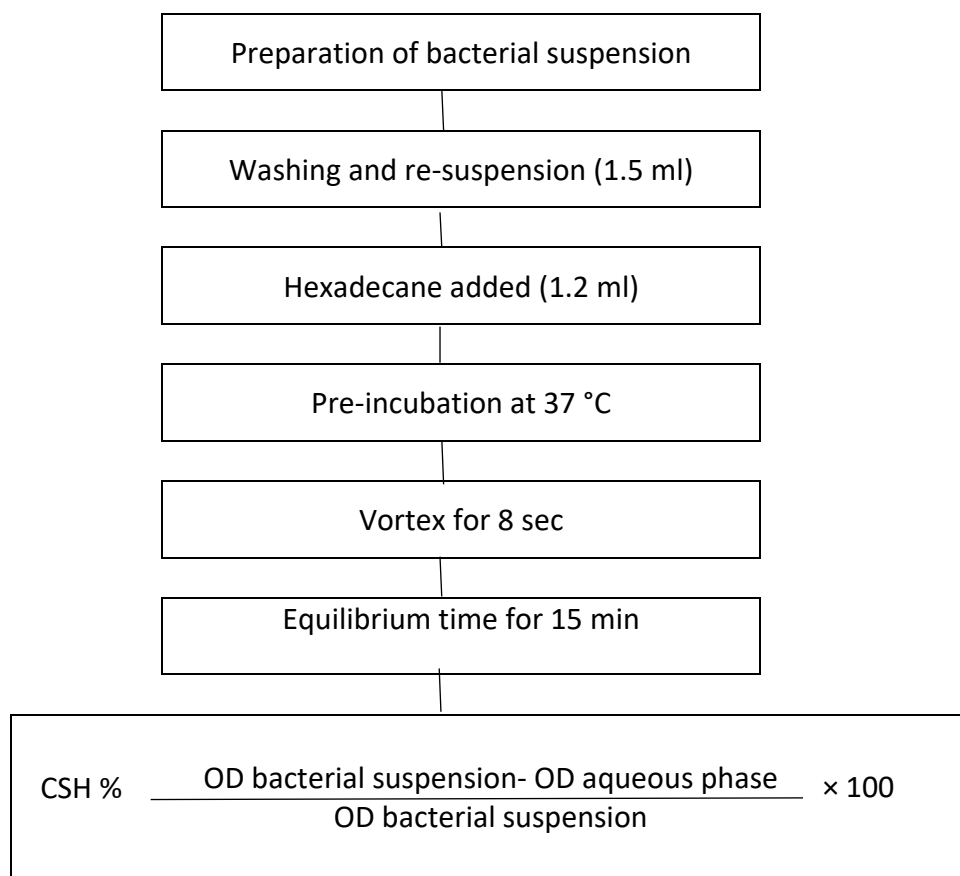 Preparation of bacterial suspension
Washing and re-suspension (1.5 ml)
Hexadecane added (1.2 ml)
Pre-incubation at 37 °C
Vortex for 8 sec
Equilibrium time for 15 min
OD bacterial suspension- OD aqueous phase
CSH % × 100
OD bacterial suspension